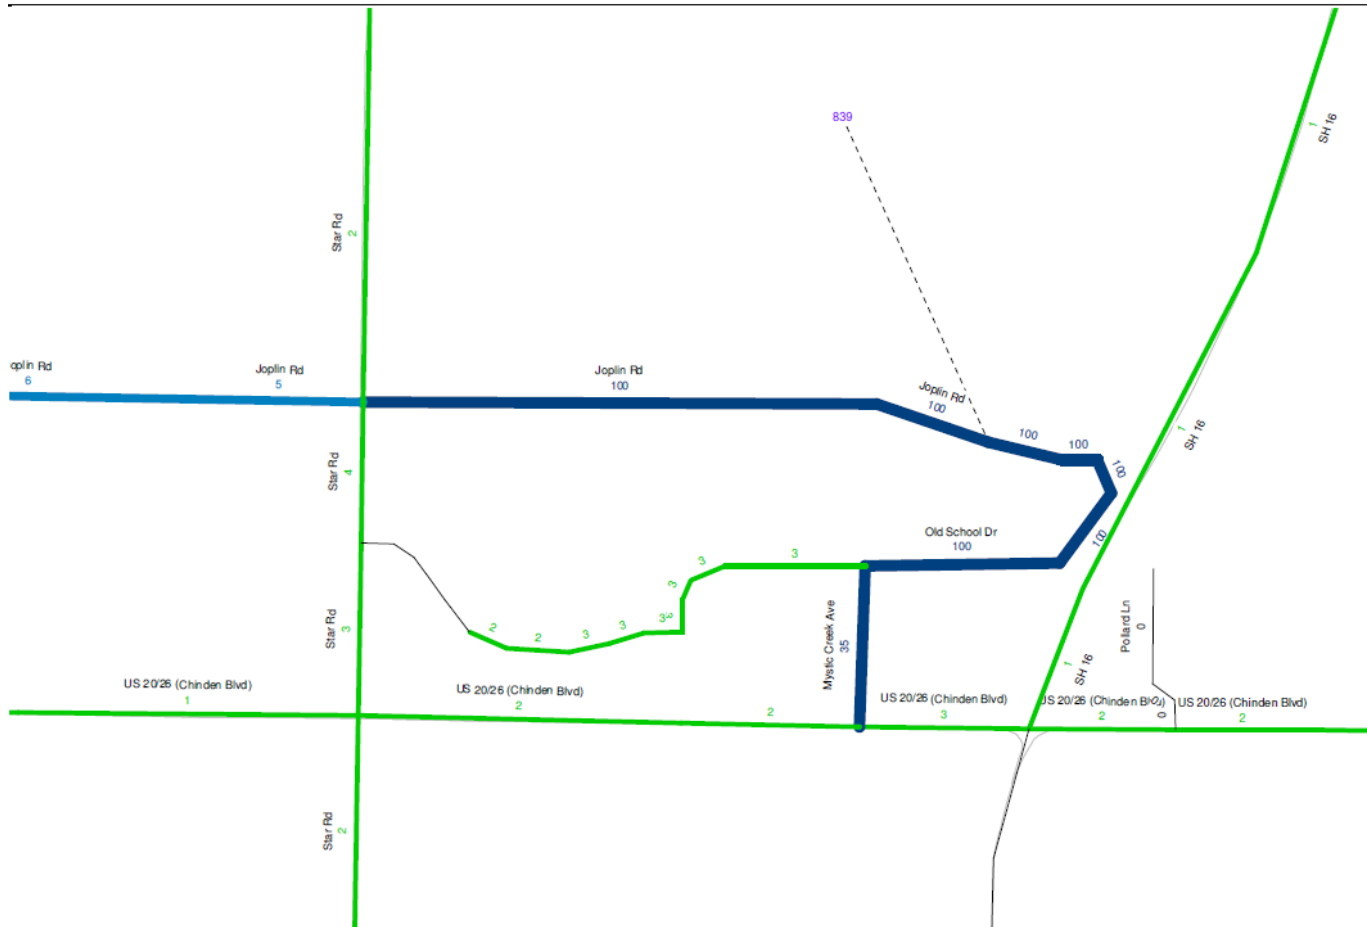 839
1
SH 16
Star Rd
2
oplin Rd
6
Joplin Rd
5
Joplin Rd
100
Joplin Rd
100
100
100
100
1
SH 16
Star Rd
4
Old School Dr
100
100
3
3
3
3
3
3
3
2
2
Star Rd
3
Mystic Creek Ave
35
Pollard Ln
0
1
SH 16
US 20/26 (Chinden Blvd)
1
US 20/26 (Chinden Blvd)
2
2
US 20/26 (Chinden Blvd)
3
US 20/26 (Chinden Blvd)
2
0
US 20/26 (Chinden Blvd)
2
Star Rd
2